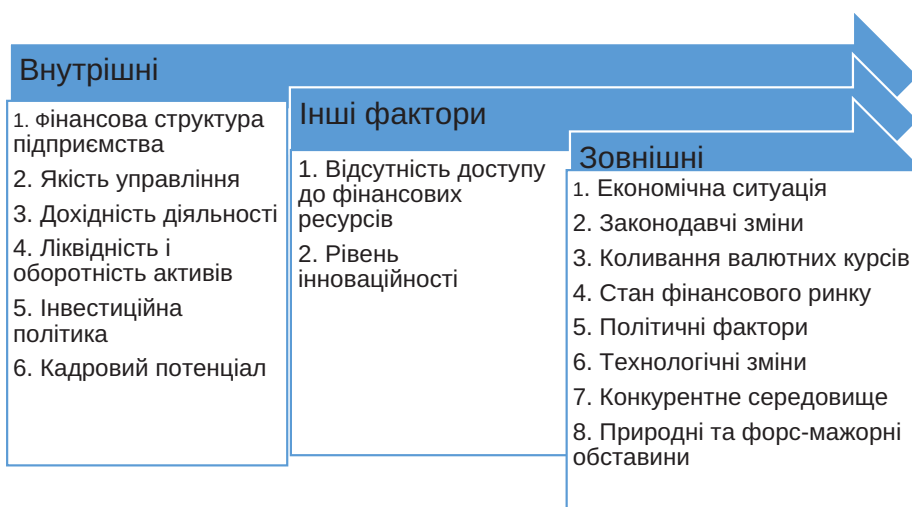 Внутрішні
1. Фінансова структура
підприємства
2. Якість управління
3. Дохідність діяльності
4. Ліквідність і
оборотність активів
5. Інвестиційна
політика
6. Кадровий потенціал
Інші фактори
1. Відсутність доступу
до фінансових
ресурсів
2. Рівень
інноваційності
Зовнішні
1. Економічна ситуація
2. Законодавчі зміни
3. Коливання валютних курсів
4. Стан фінансового ринку
5. Політичні фактори
6. Технологічні зміни
7. Конкурентне середовище
8. Природні та форс-мажорні
обставини